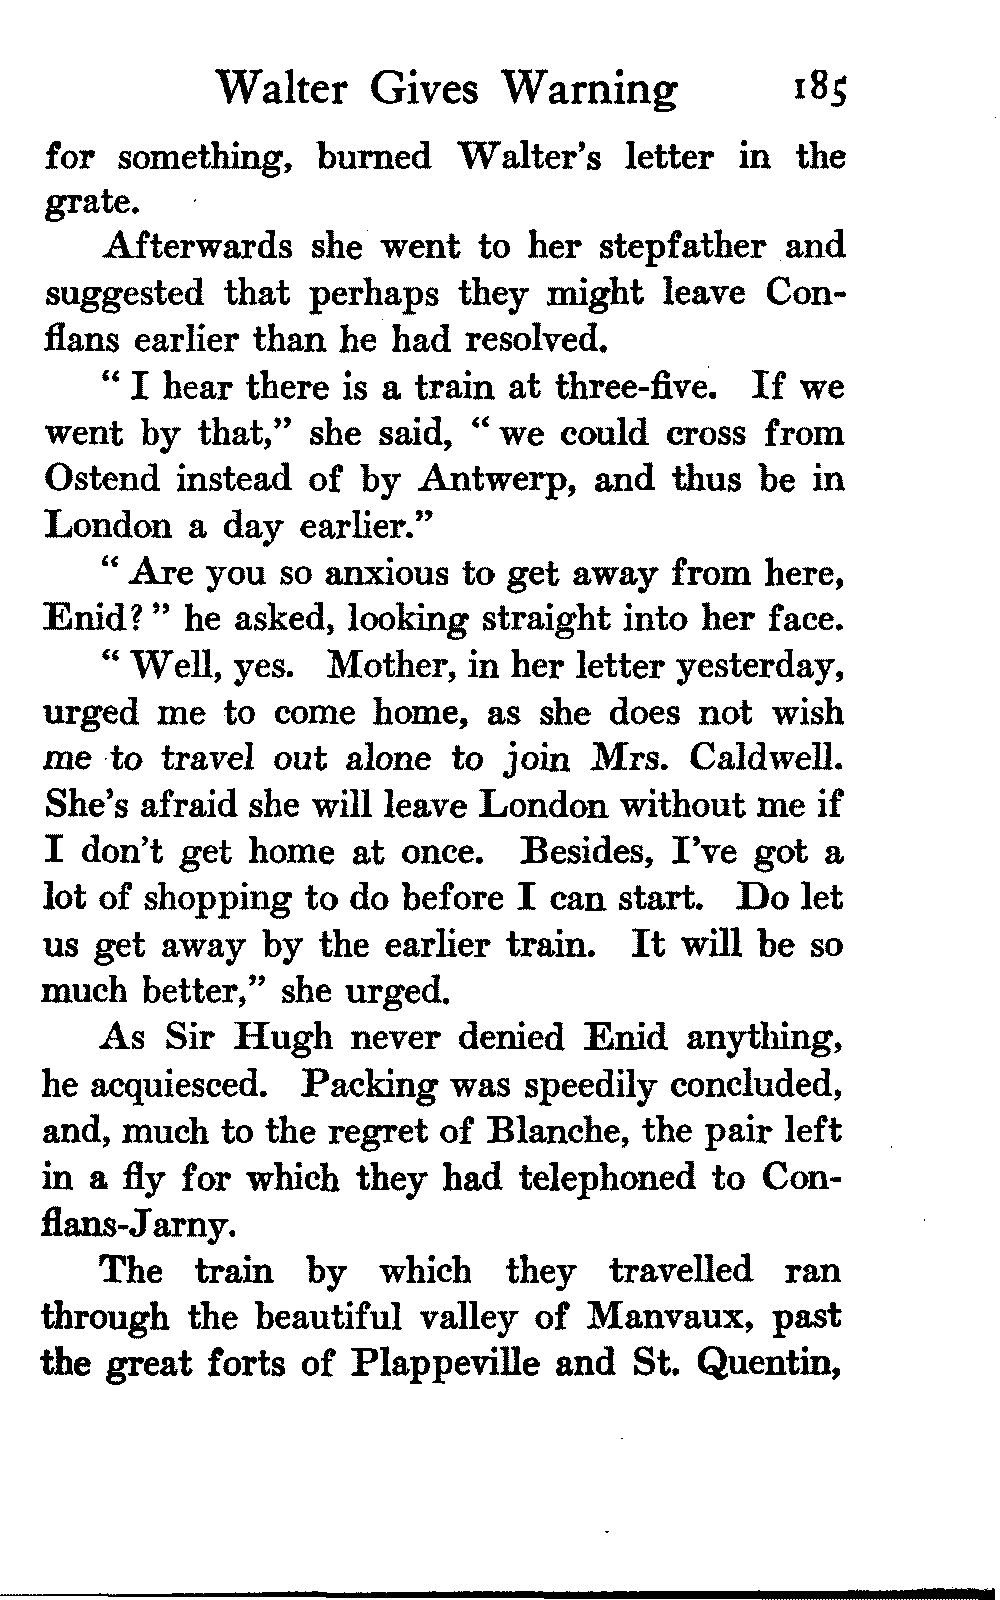 Walter Gives Warning 185
for something, burned Walter's letter in the
grate.
Afterwards she went to her stepfather and
suggested that perhaps they might leave Con-
flans earlier than he had resolved.
" I hear there is a train at three-five. If we
went by that," she said, " we could cross from
Ostend instead of by Antwerp, and thus be in
London a day earlier."
" Are you so anxious to get away from here,
Enid? " he asked, looking straight into her face.
" Well, yes. Mother, in her letter yesterday,
urged me to come home, as she does not wish
me to travel out alone to join Mrs. Caldwell.
She's afraid she will leave London without me if
I don't get home at once. Besides, I've got a
lot of shopping to do before I can start. Do let
us get away by the earlier train. It will be so
much better," she urged.
As Sir Hugh never denied Enid anything,
he acquiesced. Packing was speedily concluded,
and, much to the regret of Blanche, the pair left
in a fly for which they had telephoned to Con-
flans-Jarny.
The train by which they travelled ran
through the beautiful valley of Manvaux, past
the great forts of Plappeville and St. Quentin,